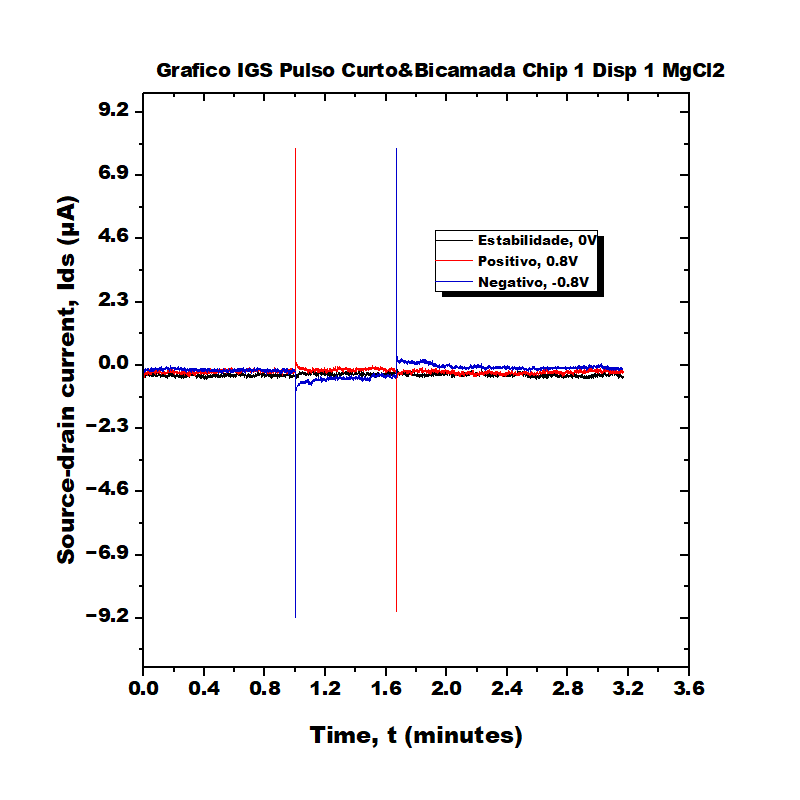 Grafico IGS Pulso Curto&Bicamada Chip 1 Disp 1 MgCl2
Source-drain current, Ids (μA)
9.2
6.9
4.6
2.3
0.0
−2.3
−4.6
−6.9
−9.2
Estabilidade, 0V
Positivo, 0.8V
Negativo, -0.8V
0.0 0.4 0.8 1.2 1.6 2.0 2.4 2.8 3.2 3.6
Time, t (minutes)